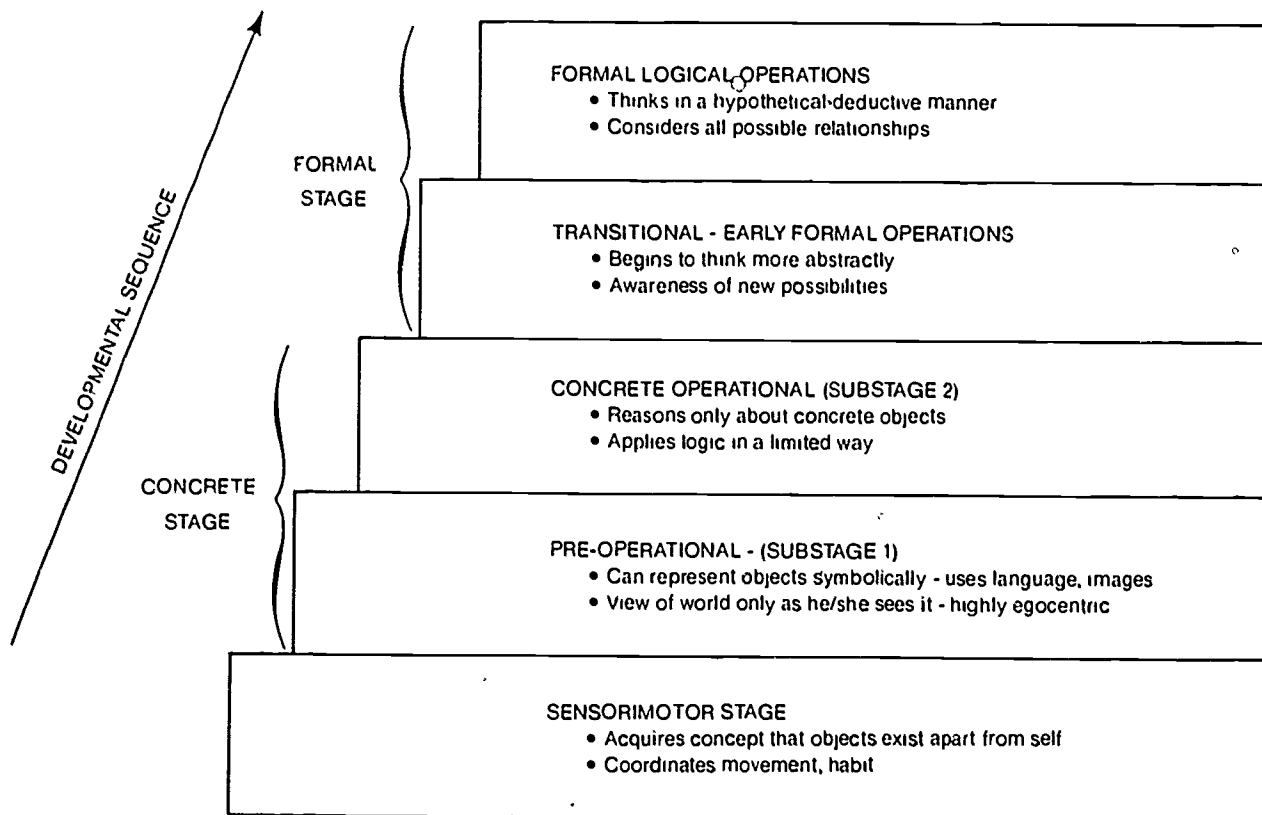 FORMAL LOGICAL OPERATIONS
• Thinks in a hypothetical-deductive manner
• Considers all possible relationships
FORMAL
STAGE
TRANSITIONAL - EARLY FORMAL OPERATIONS
• Begins to think more abstractly
• Awareness of new possibilities
DEVELOPMENTAL SEQUENCE
CONCRETE OPERATIONAL (SUBSTAGE 2)
• Reasons only about concrete objects
• Applies logic in a limited way
CONCRETE
STAGE
PRE-OPERATIONAL - (SUBSTAGE 1)
• Can represent objects symbolically - uses language, images
• View of world only as he/she sees it - highly egocentric
SENSORIMOTOR STAGE
• Acquires concept that objects exist apart from self
• Coordinates movement, habit